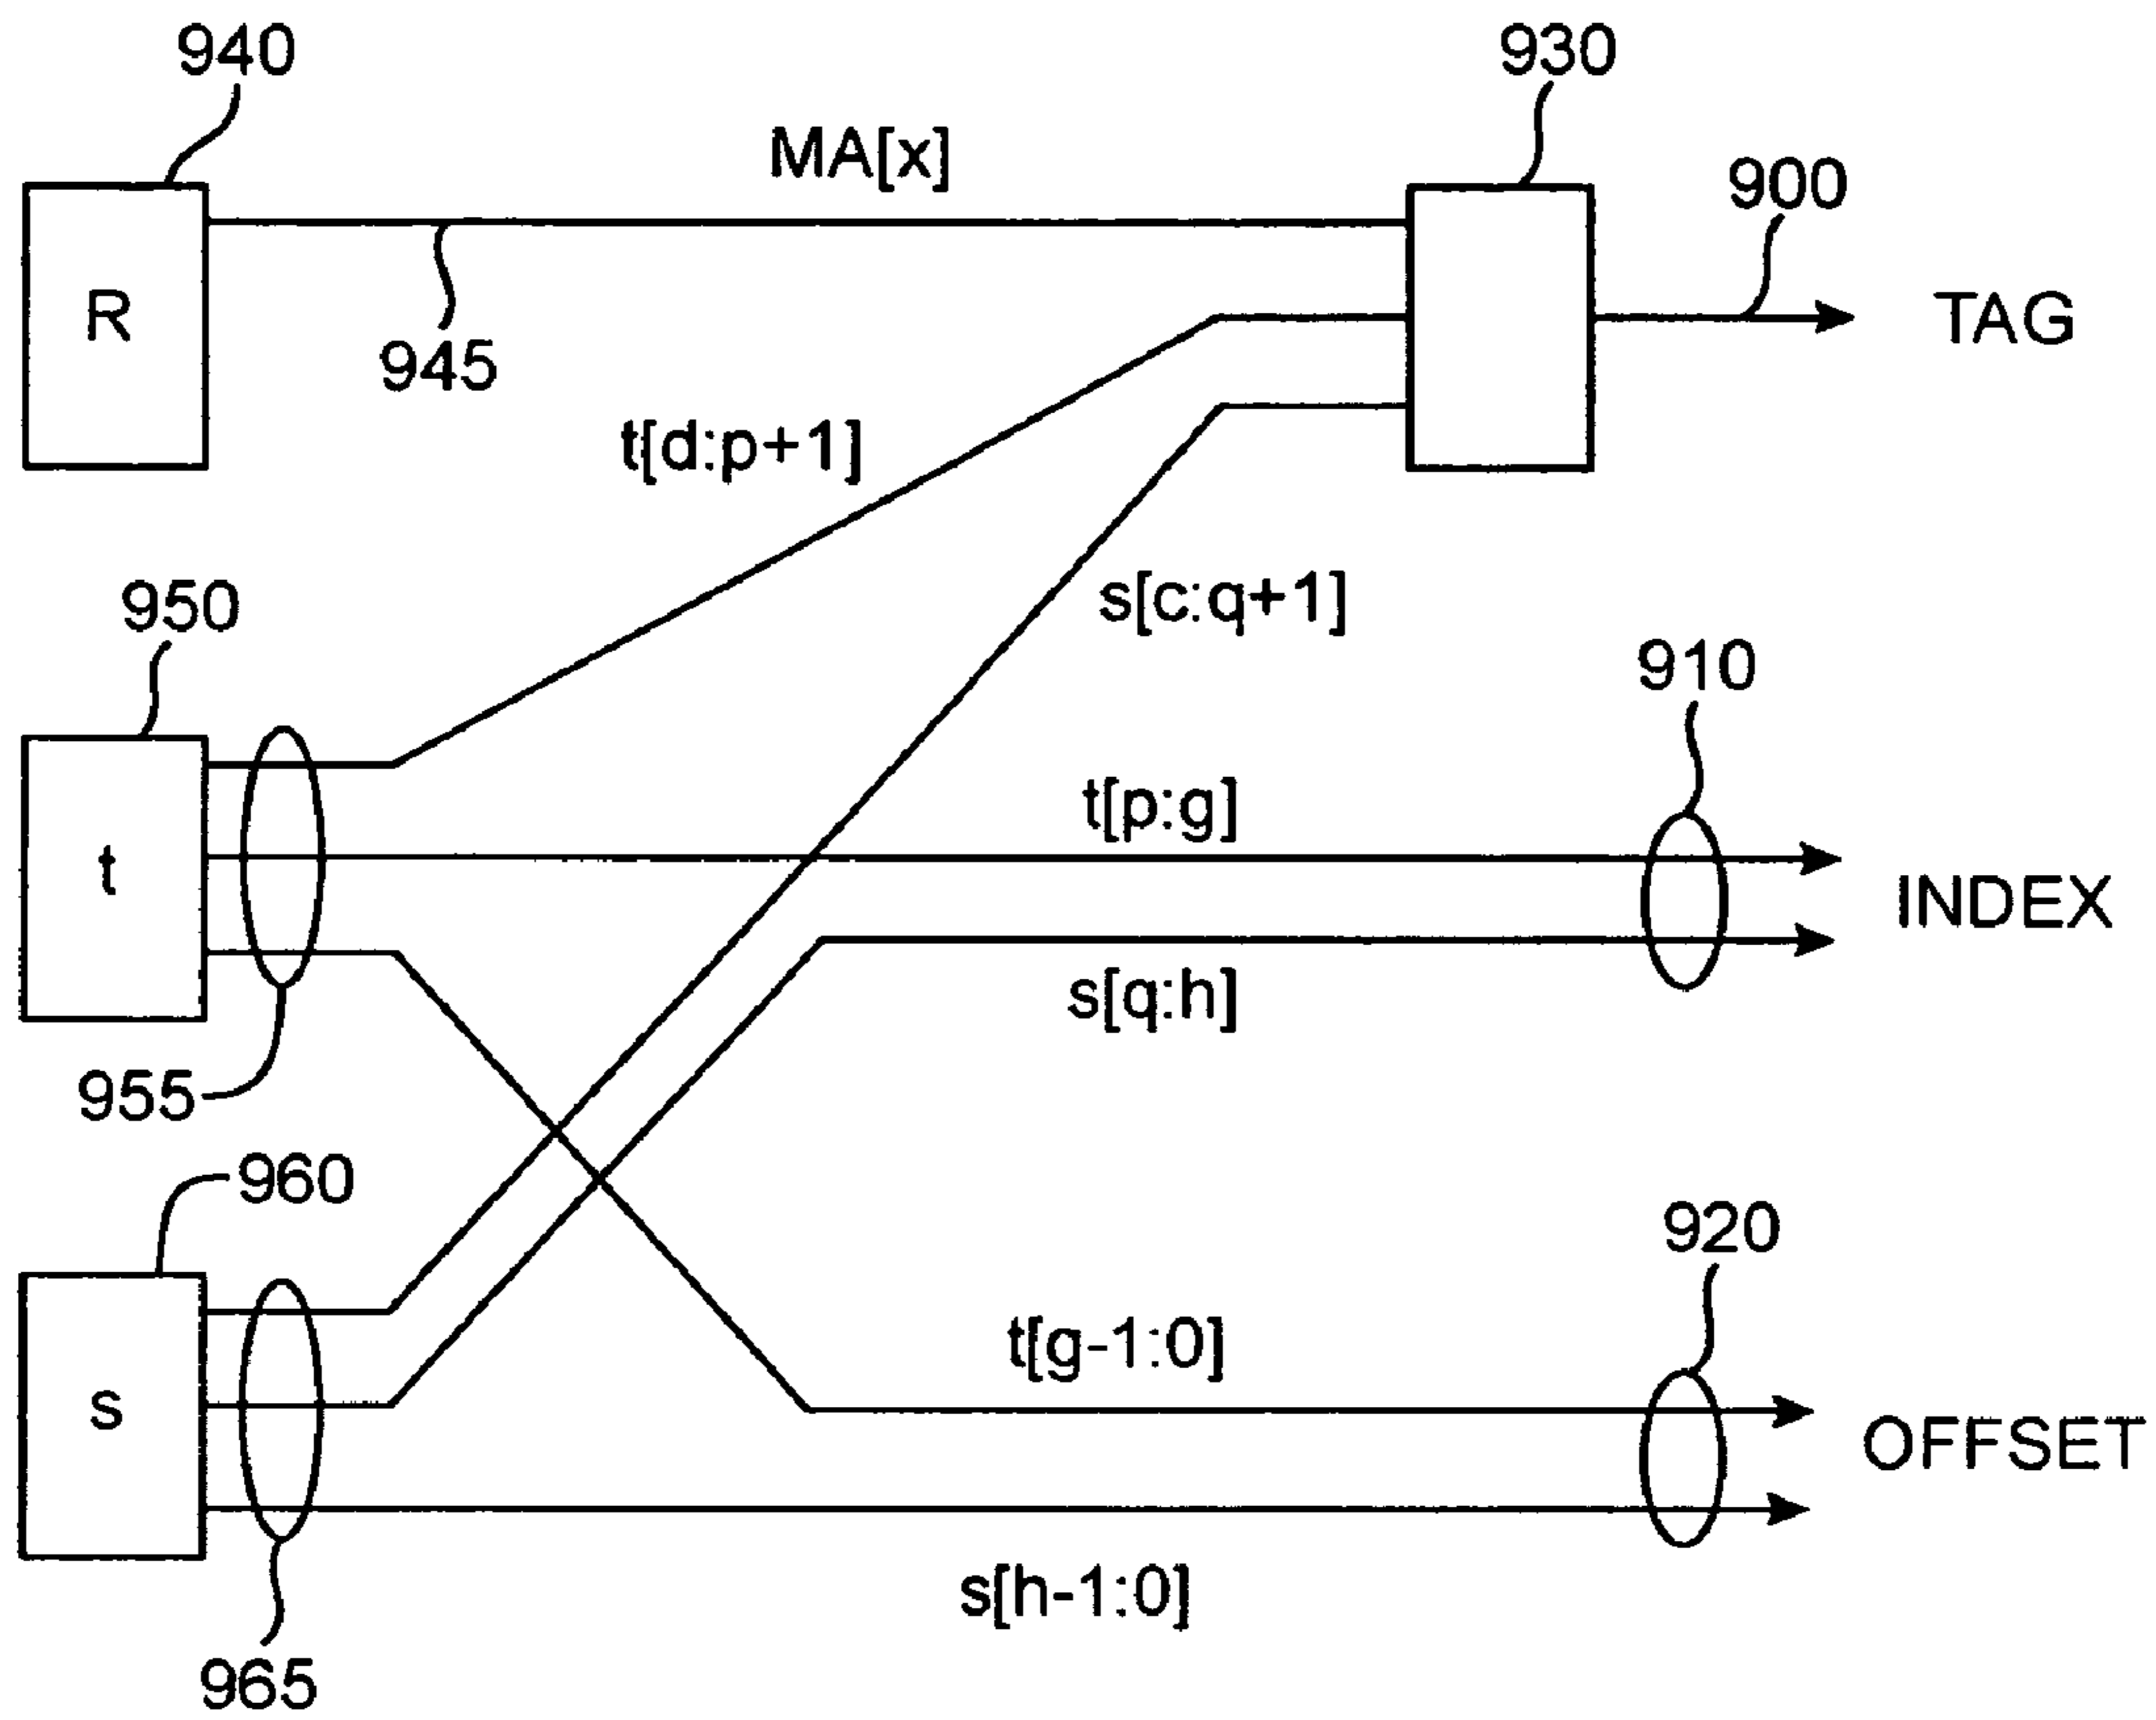 940
930
MA[x]
900
R
TAG
945
t[d:p+1]
s[c:q+1]
950
910
t[p:g]
t
INDEX
s[q:h]
955
960
920
t[g-1:0]
s
OFFSET
s[h-1:0]
965